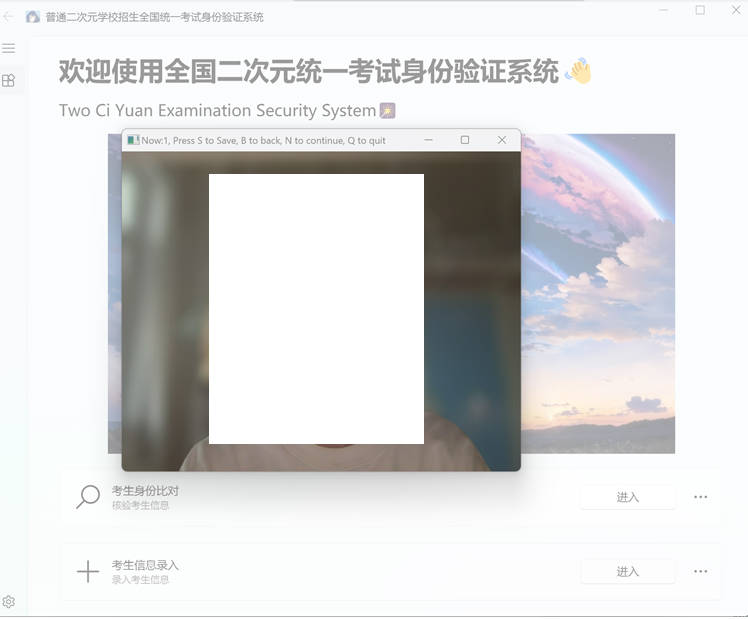 普通二次元学校招生全国统一考试身份验证系统
欢迎使用全国二次元统一考试身份验证系统
Two Ci Yuan Examination Security System
Now:1, Press S to Save, B to back, N to continue, Q to quit
考生身份比对
核验考生信息
进入
考生信息录入
录入考生信息
进入